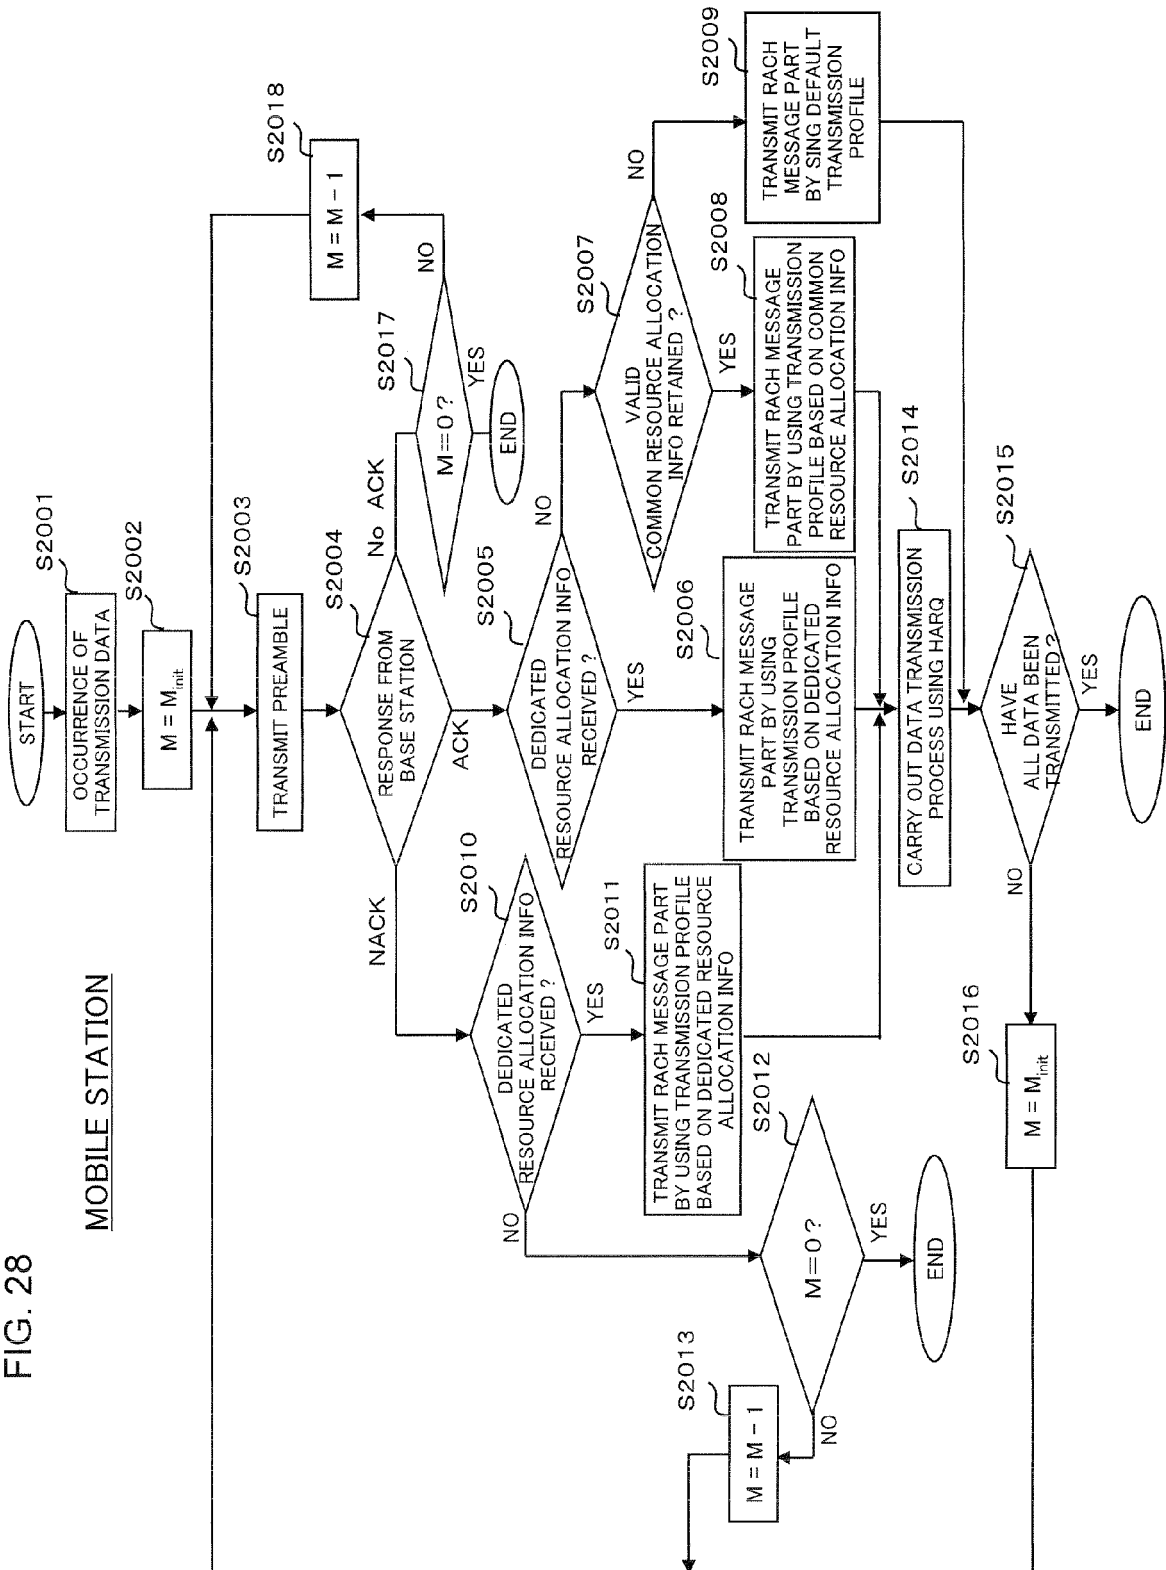 FIG. 28
MOBILE STATION
START
S2001
OCCURRENCE OF
TRANSMISSION DATA
S2002
M = Minit
S2003
TRANSMIT PREAMBLE
S2004
RESPONSE FROM
BASE STATION
NACK
ACK
No ACK
S2017
M=0?
NO
YES
END
S2018
M = M - 1
S2005
DEDICATED
RESOURCE ALLOCATION INFO
RECEIVED ?
NO
YES
S2010
DEDICATED
RESOURCE ALLOCATION INFO
RECEIVED ?
NO
YES
S2007
VALID
COMMON RESOURCE ALLOCATION
INFO RETAINED ?
NO
YES
S2011
TRANSMIT RACH MESSAGE PART
BY USING TRANSMISSION PROFILE
BASED ON DEDICATED RESOURCE
ALLOCATION INFO
S2006
TRANSMIT RACH MESSAGE
PART BY USING
TRANSMISSION PROFILE
BASED ON DEDICATED
RESOURCE ALLOCATION INFO
S2008
TRANSMIT RACH MESSAGE
PART BY USING TRANSMISSION
PROFILE BASED ON COMMON
RESOURCE ALLOCATION INFO
S2009
TRANSMIT RACH
MESSAGE PART
BY SING DEFAULT
TRANSMISSION
PROFILE
S2012
M=0?
NO
YES
END
S2013
M = M - 1
S2014
CARRY OUT DATA TRANSMISSION
PROCESS USING HARQ
S2015
HAVE
ALL DATA BEEN
TRANSMITTED ?
NO
YES
S2016
M = Minit
END